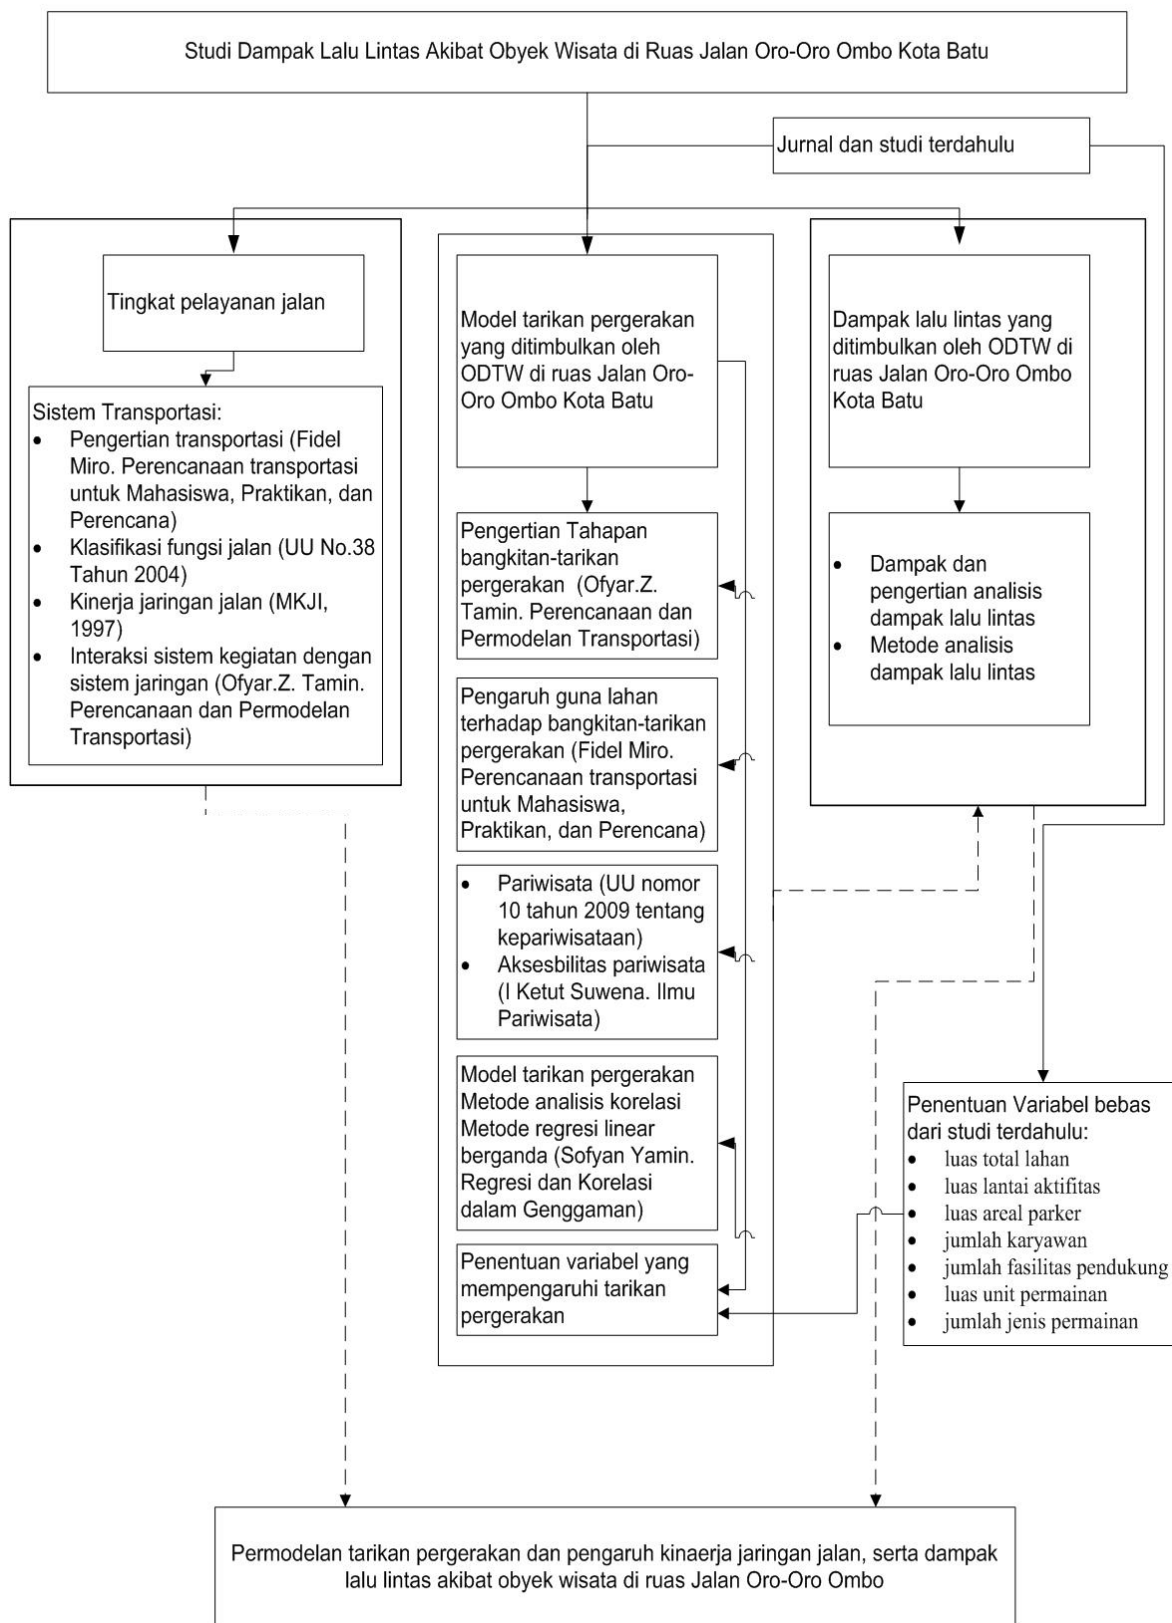 Studi Dampak Lalu Lintas Akibat Obyek Wisata di Ruas Jalan Oro-Oro Ombo Kota Batu
Jurnal dan studi terdahulu
Tingkat pelayanan jalan
Sistem Transportasi:
• Pengertian transportasi (Fidel
Miro. Perencanaan transportasi
untuk Mahasiswa, Praktikan, dan
Perencana)
• Klasifikasi fungsi jalan (UU No.38
Tahun 2004)
• Kinerja jaringan jalan (MKJI,
1997)
• Interaksi sistem kegiatan dengan
sistem jaringan (Ofyar.Z. Tamin.
Perencanaan dan Permodelan
Transportasi)
Model tarikan pergerakan
yang ditimbulkan oleh
ODTW di ruas Jalan Oro-
Oro Ombo Kota Batu
Pengertian Tahapan
bangkitan-tarikan
pergerakan (Ofyar.Z.
Tamin. Perencanaan dan
Permodelan Transportasi)
Pengaruh guna lahan
terhadap bangkitan-tarikan
pergerakan (Fidel Miro.
Perencanaan transportasi
untuk Mahasiswa,
Praktikan, dan Perencana)
• Pariwisata (UU nomor
10 tahun 2009 tentang
kepariwisataan)
• Aksesbilitas pariwisata
(I Ketut Suwena. Ilmu
Pariwisata)
Model tarikan pergerakan
Metode analisis korelasi
Metode regresi linear
berganda (Sofyan Yamin.
Regresi dan Korelasi
dalam Genggaman)
Penentuan variabel yang
mempengaruhi tarikan
pergerakan
Dampak lalu lintas yang
ditimbulkan oleh ODTW di
ruas Jalan Oro-Oro Ombo
Kota Batu
• Dampak dan
pengertian analisis
dampak lalu lintas
• Metode analisis
dampak lalu lintas
Penentuan Variabel bebas
dari studi terdahulu:
• luas total lahan
• luas lantai aktifitas
• luas areal parker
• jumlah karyawan
• jumlah fasilitas pendukung
• luas unit permainan
• jumlah jenis permainan
Permodelan tarikan pergerakan dan pengaruh kinaerja jaringan jalan, serta dampak
lalu lintas akibat obyek wisata di ruas Jalan Oro-Oro Ombo